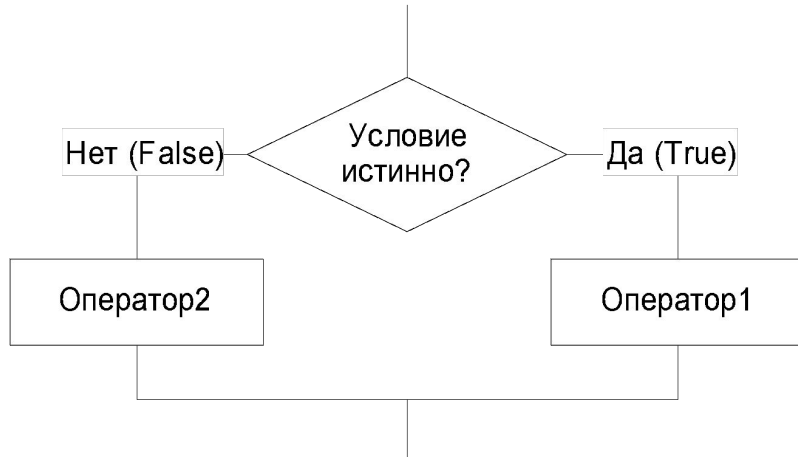 Условие
истинно?
Нет (False)
Да (True)
Оператор2
Оператор1